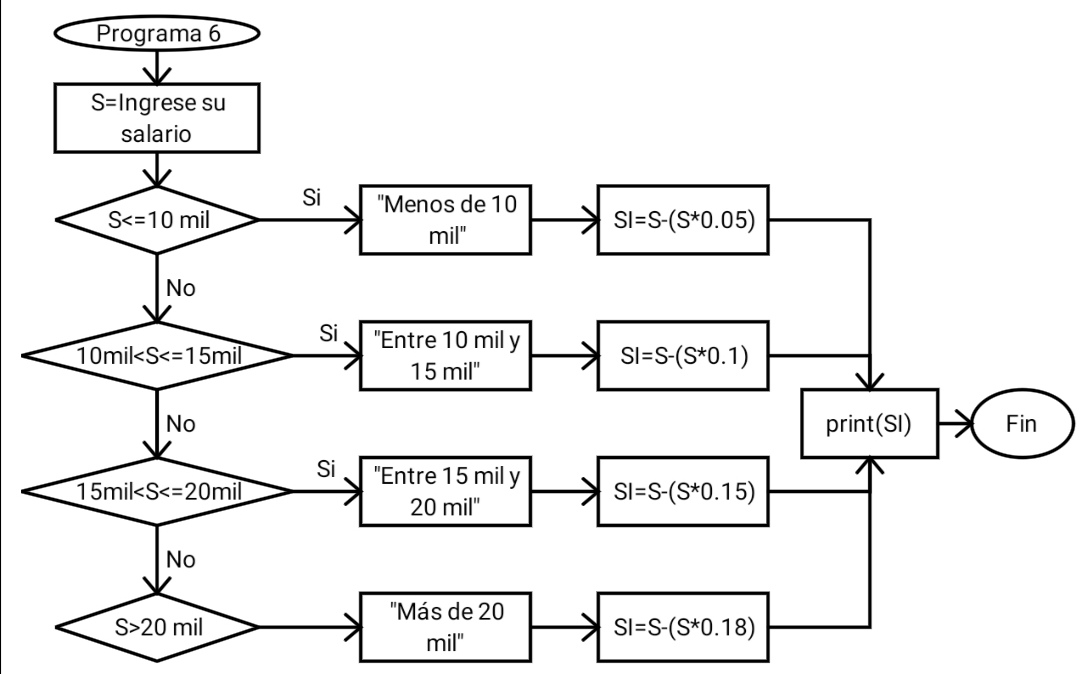 Programa 6
S=Ingrese su
salario
S<=10 mil
Si
"Menos de 10
mil"
SI=S-(S*0.05)
No
10mil<S<=15mil
Si
"Entre 10 mil y
15 mil"
SI=S-(S*0.1)
No
15mil<S<=20mil
Si
"Entre 15 mil y
20 mil"
SI=S-(S*0.15)
No
S>20 mil
"Más de 20
mil"
SI=S-(S*0.18)
print(SI)
Fin